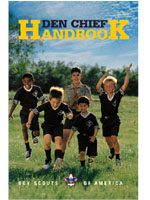 DEN CHIEF
HANDBOOK
BOY SCOUTS OF AMERICA